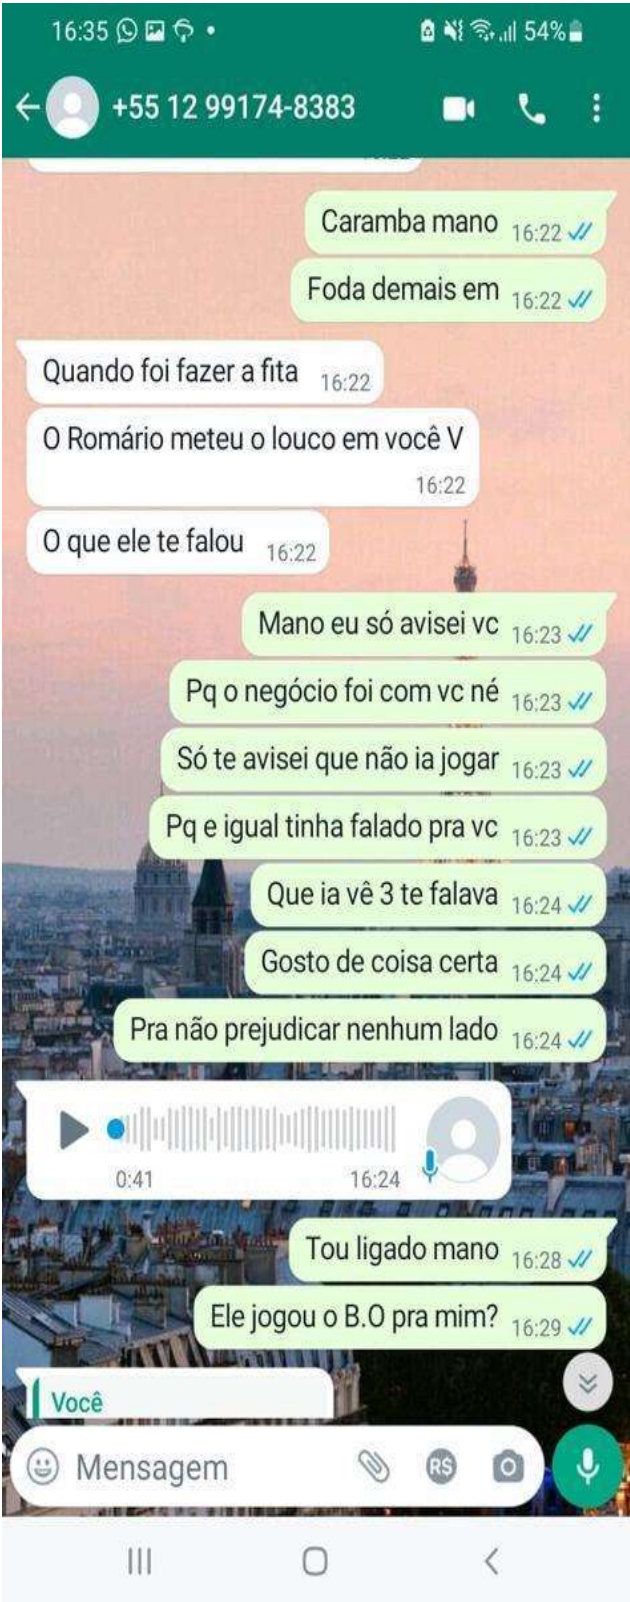 16:35 54%
+55 12 99174-8383
Caramba mano 16:22
Foda demais em 16:22
Quando foi fazer a fita 16:22
O Romário meteu o louco em você V
16:22
O que ele te falou 16:22
Mano eu só avisei vc 16:23
Pq o negócio foi com vc né 16:23
Só te avisei que não ia jogar 16:23
Pq e igual tinha falado pra vc 16:23
Que ia vê 3 te falava 16:24
Gosto de coisa certa 16:24
Pra não prejudicar nenhum lado 16:24
0:41 16:24
Tou ligado mano 16:28
Ele jogou o B.O pra mim? 16:29
Você
Mensagem R$